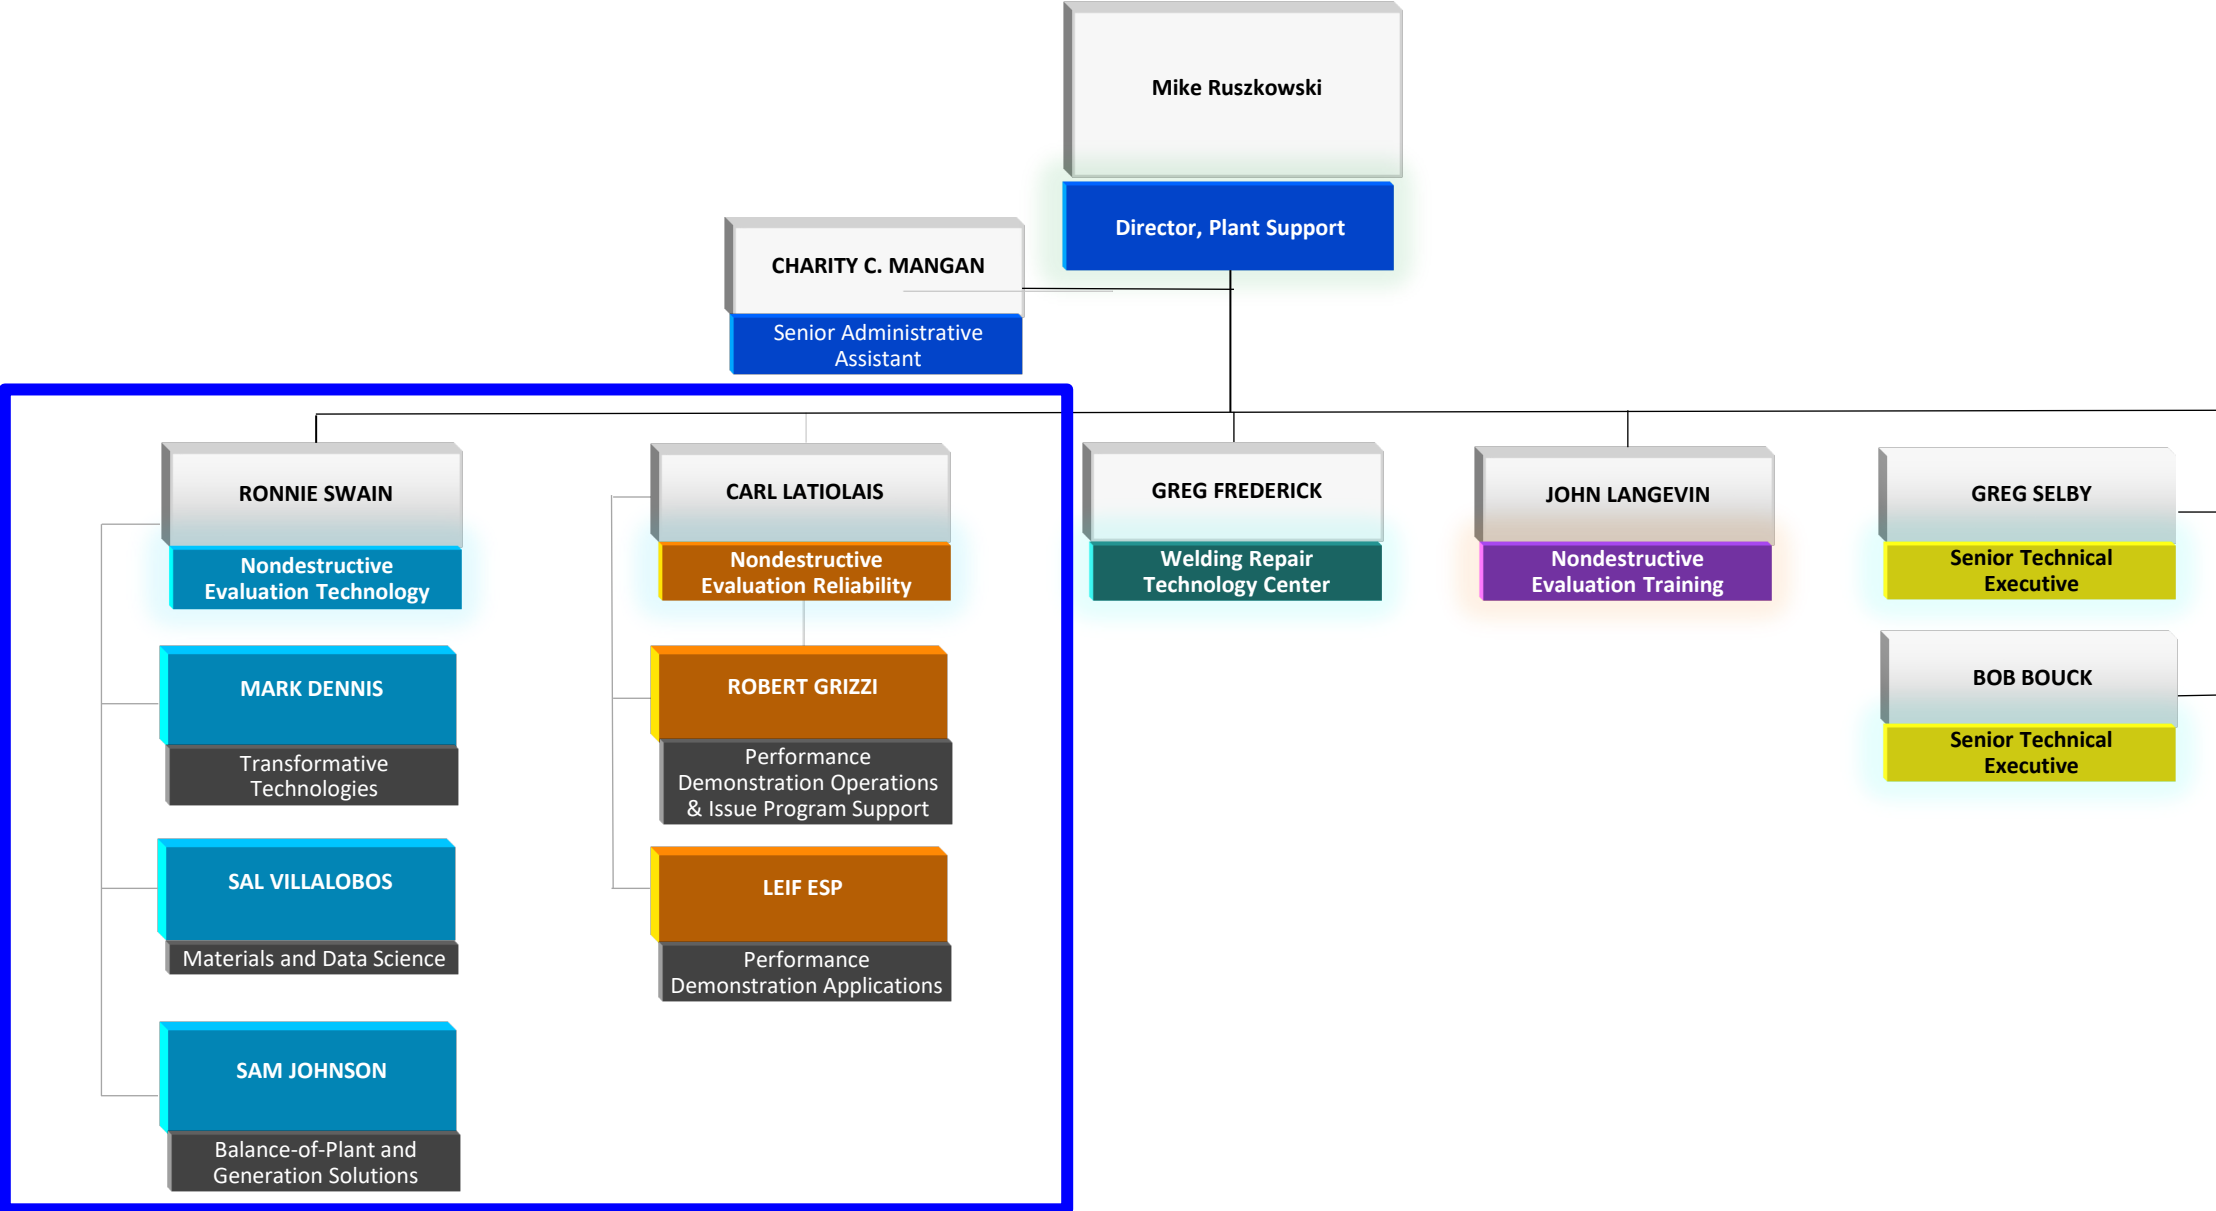 Mike Ruszkowski
Director, Plant Support
CHARITY C. MANGAN
Senior Administrative
Assistant
RONNIE SWAIN
Nondestructive
Evaluation Technology
CARL LATIOLAIS
Nondestructive
Evaluation Reliability
GREG FREDERICK
Welding Repair
Technology Center
JOHN LANGEVIN
Nondestructive
Evaluation Training
GREG SELBY
Senior Technical
Executive
MARK DENNIS
Transformative
Technologies
ROBERT GRIZZI
Performance
Demonstration Operations
& Issue Program Support
BOB BOUCK
Senior Technical
Executive
SAL VILLALOBOS
Materials and Data Science
LEIF ESP
Performance
Demonstration Applications
SAM JOHNSON
Balance-of-Plant and
Generation Solutions